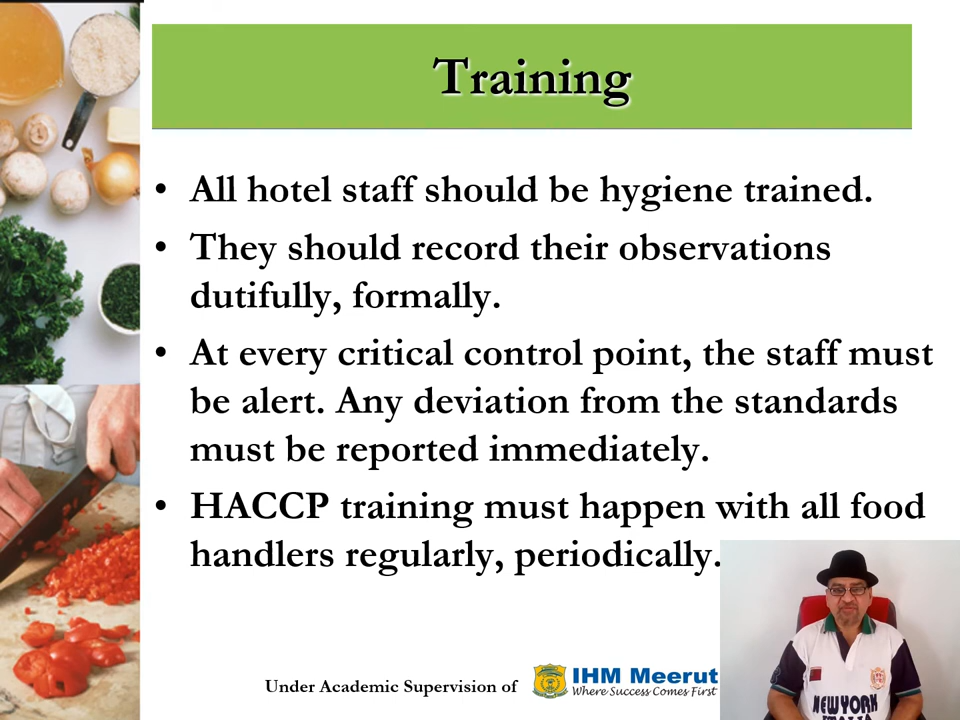 Training
• All hotel staff should be hygiene trained.
• They should record their observations
dutifully, formally.
• At every critical control point, the staff must
be alert. Any deviation from the standards
must be reported immediately.
• HACCP training must happen with all food
handlers regularly, periodically.
Under Academic Supervision of
IHM Meerut
Where Success Comes First
NEWYORK